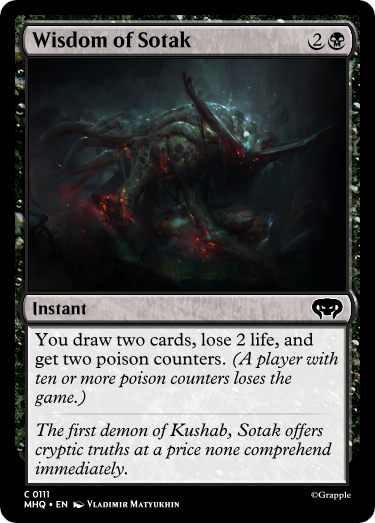 Wisdom of Sotak 2
Instant
You draw two cards, lose 2 life, and
get two poison counters. (A player with
ten or more poison counters loses the
game.)
The first demon of Kushab, Sotak offers
cryptic truths at a price none comprehend
immediately.
C 0111
MHQ • EN Vladimir Matyukhin
©Grapple